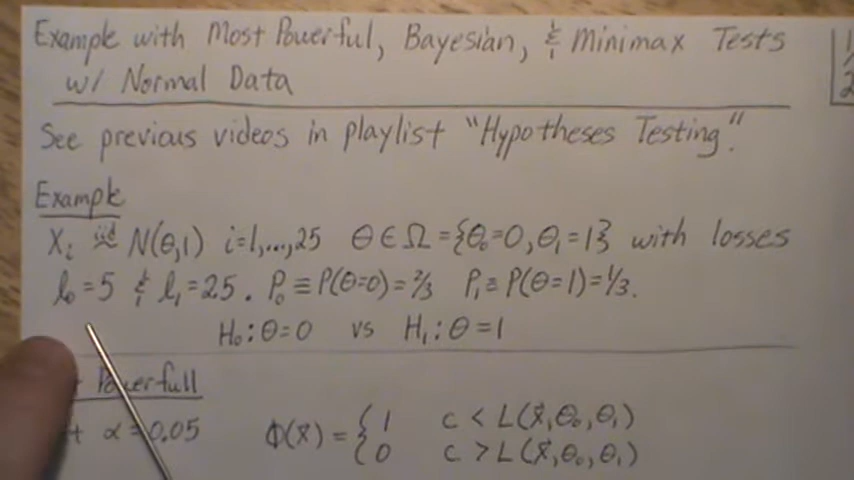 Example with Most Powerful, Bayesian, & Minimax Tests
w/ Normal Data
See previous videos in playlist "Hypotheses Testing".
Example
Xᵢ iid~ N(θ,1) i=1,...,25 θ∈Ω={θ₀=0,θ₁=1} with losses
l₀=5 & l₁=25. P₀≡P(θ=0)=2/3 P₁≡P(θ=1)=1/3.
H₀:θ=0 vs H₁:θ=1
Powerfull
α=0.05 Φ(x⃗)={1 c<L(x⃗,θ₀,θ₁)
0 c>L(x⃗,θ₀,θ₁)